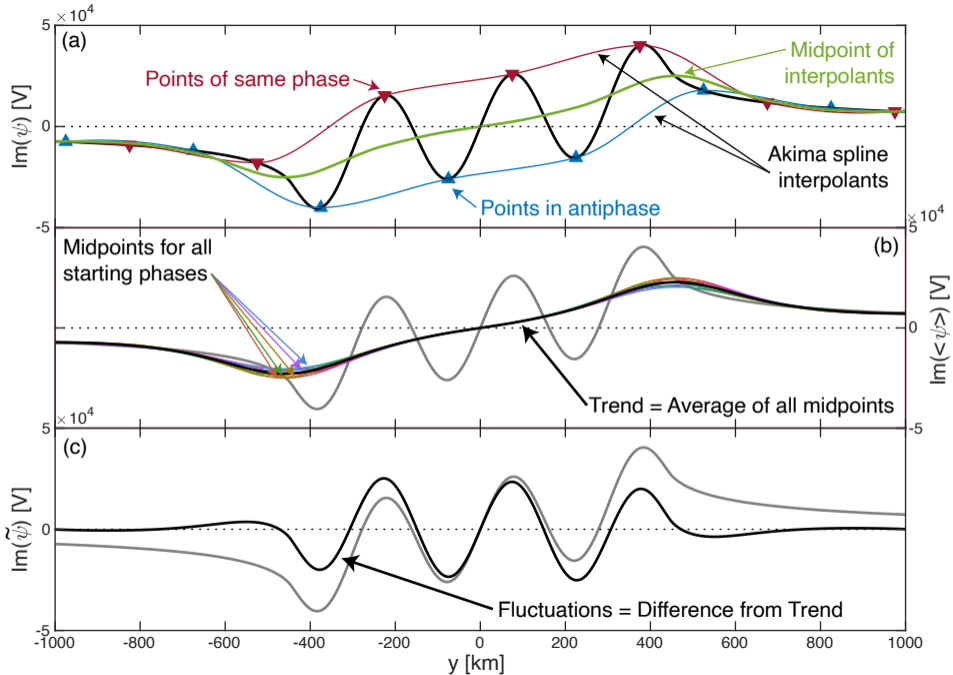 5 ×10⁴
(a)
Points of same phase
Midpoint of
interpolants
Im(ψ) [V]
0
Akima spline
interpolants
Points in antiphase
-5
×10⁴
5
Midpoints for all
starting phases
(b)
0
Im(<ψ>) [V]
Trend = Average of all midpoints
-5
5 ×10⁴
(c)
Im(ψ̃) [V]
0
Fluctuations = Difference from Trend
-5
-1000 -800 -600 -400 -200 0 200 400 600 800 1000
y [km]